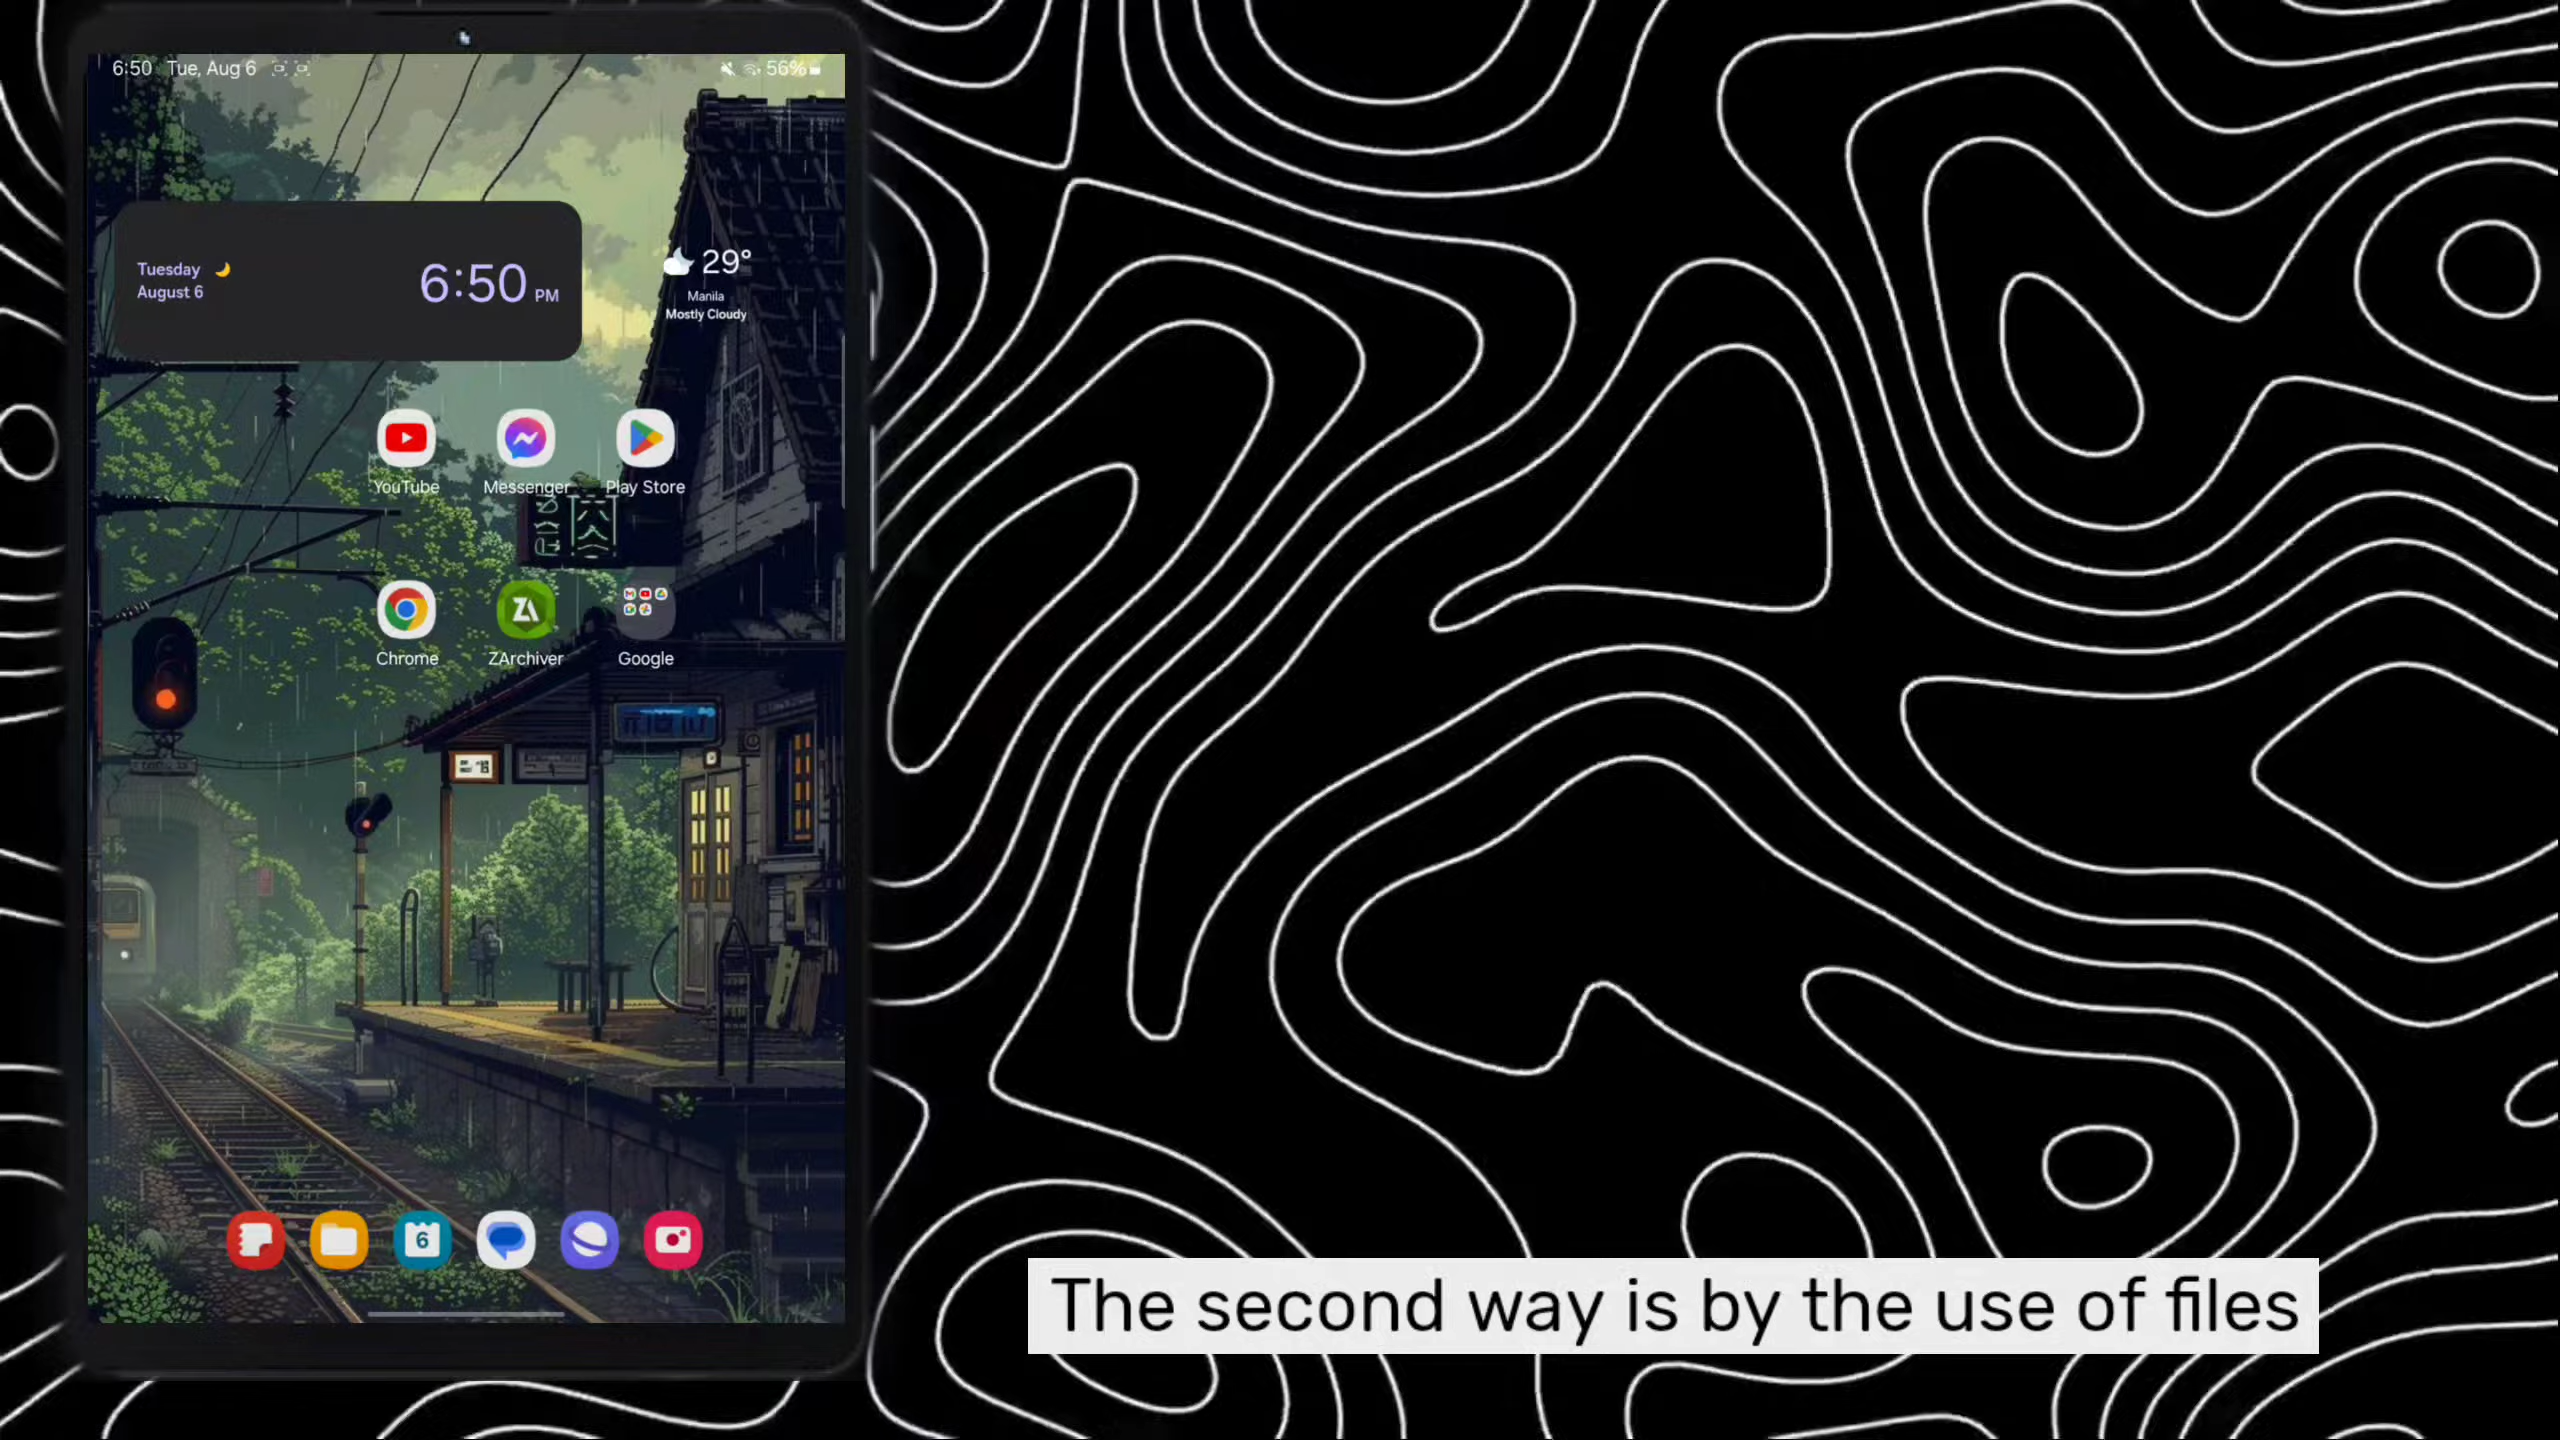 6:50 Tue, Aug 6
56%
Tuesday
August 6
6:50 PM
29°
Manila
Mostly Cloudy
YouTube
Messenger
Play Store
Chrome
ZA
ZArchiver
Google
6
The second way is by the use of files